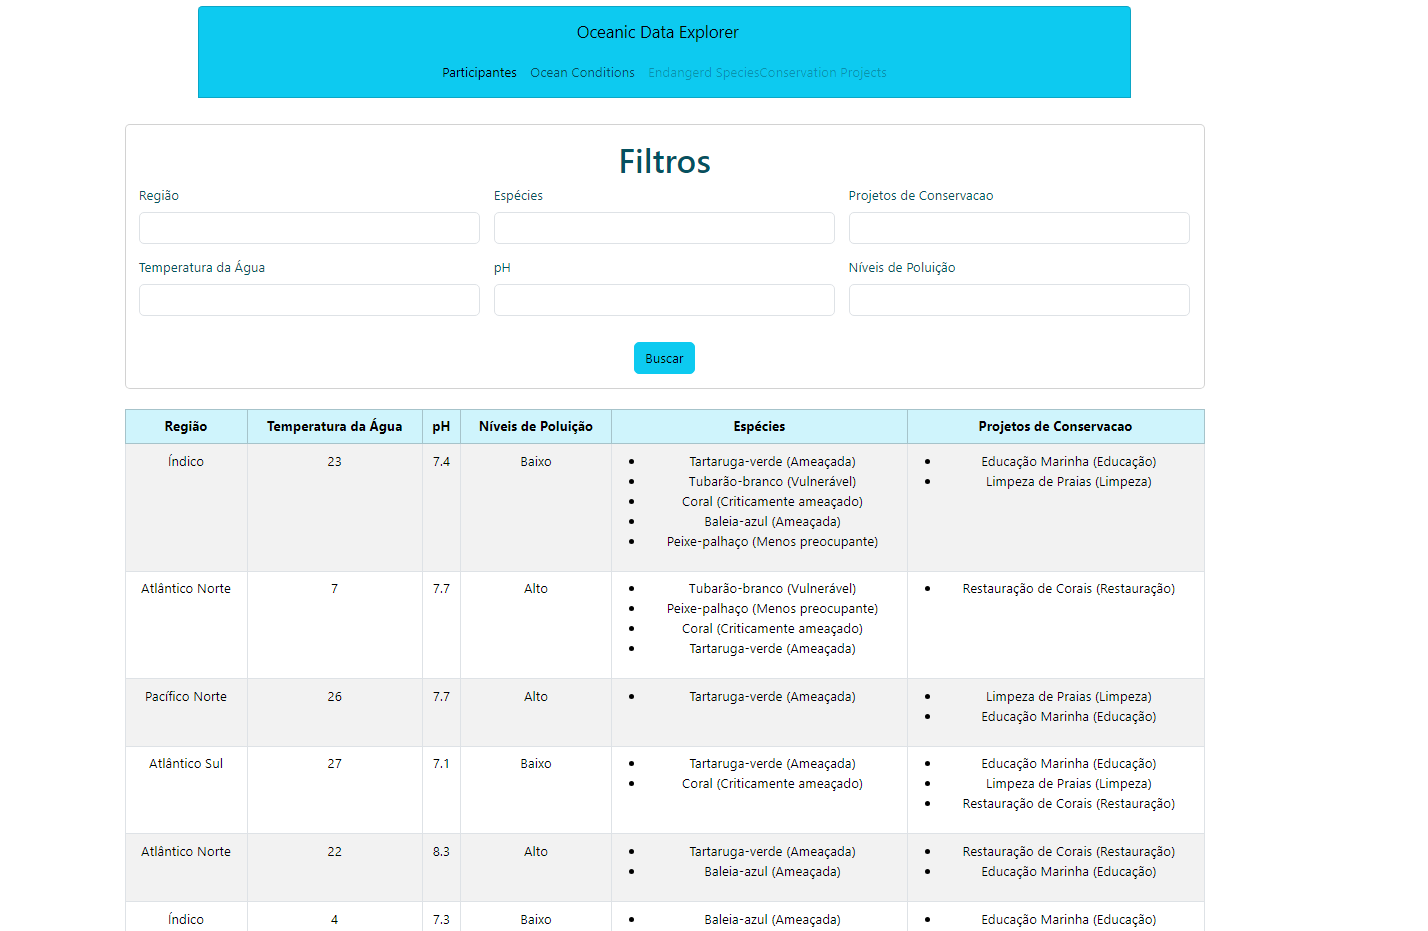 Oceanic Data Explorer
Participantes Ocean Conditions Endangerd SpeciesConservation Projects
Filtros
Região Espécies Projetos de Conservacao
Temperatura da Água pH Níveis de Poluição
Buscar
Região Temperatura da Água pH Níveis de Poluição Espécies Projetos de Conservacao
Índico 23 7.4 Baixo • Tartaruga-verde (Ameaçada) • Educação Marinha (Educação)
• Tubarão-branco (Vulnerável) • Limpeza de Praias (Limpeza)
• Coral (Criticamente ameaçado)
• Baleia-azul (Ameaçada)
• Peixe-palhaço (Menos preocupante)
Atlântico Norte 7 7.7 Alto • Tubarão-branco (Vulnerável) • Restauração de Corais (Restauração)
• Peixe-palhaço (Menos preocupante)
• Coral (Criticamente ameaçado)
• Tartaruga-verde (Ameaçada)
Pacífico Norte 26 7.7 Alto • Tartaruga-verde (Ameaçada) • Limpeza de Praias (Limpeza)
• Educação Marinha (Educação)
Atlântico Sul 27 7.1 Baixo • Tartaruga-verde (Ameaçada) • Educação Marinha (Educação)
• Coral (Criticamente ameaçado) • Limpeza de Praias (Limpeza)
• Restauração de Corais (Restauração)
Atlântico Norte 22 8.3 Alto • Tartaruga-verde (Ameaçada) • Restauração de Corais (Restauração)
• Baleia-azul (Ameaçada) • Educação Marinha (Educação)
Índico 4 7.3 Baixo • Baleia-azul (Ameaçada) • Educação Marinha (Educação)